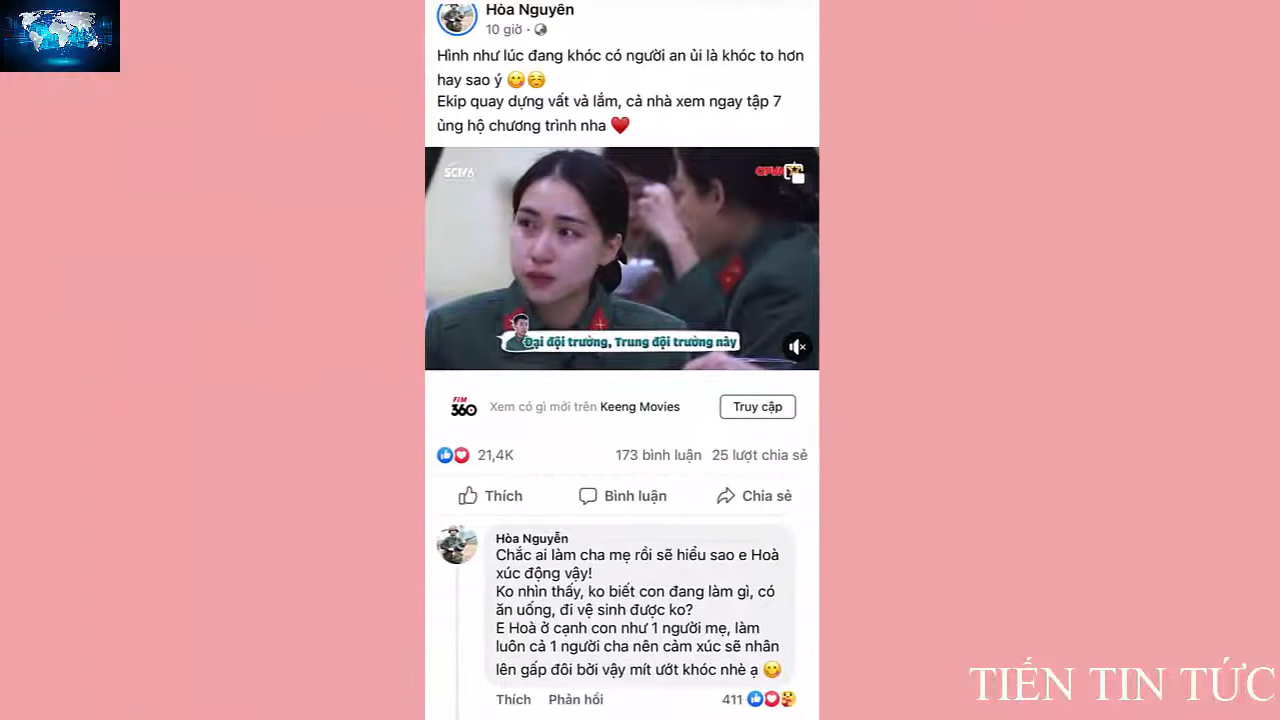 Hòa Nguyễn
10 giờ ·
Hình như lúc đang khóc có người an ủi là khóc to hơn
hay sao ý 😋☺️
Ekip quay dựng vất vả lắm, cả nhà xem ngay tập 7
ủng hộ chương trình nha ♥️
SCTV6
Đại đội trưởng, Trung đội trưởng này
FIM
360
Xem có gì mới trên Keeng Movies
Truy cập
21,4K
173 bình luận 25 lượt chia sẻ
Thích
Bình luận
Chia sẻ
Hòa Nguyễn
Chắc ai làm cha mẹ rồi sẽ hiểu sao e Hoà
xúc động vậy!
Ko nhìn thấy, ko biết con đang làm gì, có
ăn uống, đi vệ sinh được ko?
E Hoà ở cạnh con như 1 người mẹ, làm
luôn cả 1 người cha nên cảm xúc sẽ nhân
lên gấp đôi bởi vậy mít ướt khóc nhè ạ 😋
Thích Phản hồi 411
TIẾN TIN TỨC